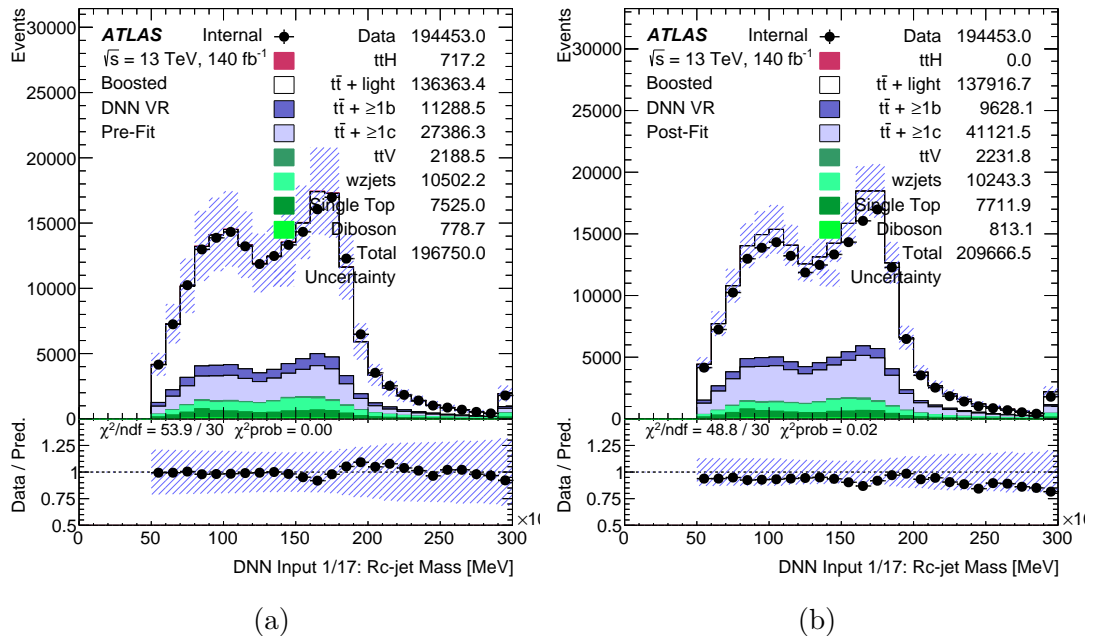 Events
30000
25000
20000
15000
10000
5000
0
ATLAS Internal
√s = 13 TeV, 140 fb⁻¹
Boosted
DNN VR
Pre-Fit
Data 194453.0
ttH 717.2
tt̄ + light 136363.4
tt̄ + ≥1b 11288.5
tt̄ + ≥1c 27386.3
ttV 2188.5
wzjets 10502.2
Single Top 7525.0
Diboson 778.7
Total 196750.0
Uncertainty
χ²/ndf = 53.9 / 30 χ²prob = 0.00
Data / Pred.
1.25
1
0.75
0.5
0 50 100 150 200 250 300
DNN Input 1/17: Rc-jet Mass [MeV]
(a)
Events
30000
25000
20000
15000
10000
5000
0
ATLAS Internal
√s = 13 TeV, 140 fb⁻¹
Boosted
DNN VR
Post-Fit
Data 194453.0
ttH 0.0
tt̄ + light 137916.7
tt̄ + ≥1b 9628.1
tt̄ + ≥1c 41121.5
ttV 2231.8
wzjets 10243.3
Single Top 7711.9
Diboson 813.1
Total 209666.5
Uncertainty
χ²/ndf = 48.8 / 30 χ²prob = 0.02
Data / Pred.
1.25
1
0.75
0.5
0 50 100 150 200 250 300
DNN Input 1/17: Rc-jet Mass [MeV]
(b)